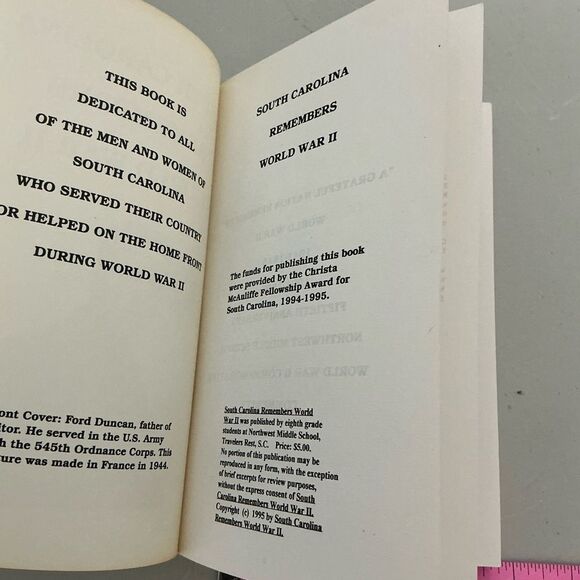 THIS BOOK IS
DEDICATED TO ALL
OF THE MEN AND WOMEN OF
SOUTH CAROLINA
WHO SERVED THEIR COUNTRY
OR HELPED ON THE HOME FRONT
DURING WORLD WAR II
ont Cover: Ford Duncan, father of
itor. He served in the U.S. Army
h the 545th Ordnance Corps. This
ture was made in France in 1944.
SOUTH CAROLINA
REMEMBERS
WORLD WAR II
The funds for publishing this book
were provided by the Christa
McAuliffe Fellowship Award for
South Carolina, 1994-1995.
South Carolina Remembers World
War II was published by eighth grade
students at Northwest Middle School,
Travelers Rest, S.C. Price: $5.00.
No portion of this publication may be
reproduced in any form, with the exception
of brief excerpts for review purposes,
without the express consent of South
Carolina Remembers World War II.
Copyright (c) 1995 by South Carolina
Remembers World War II.